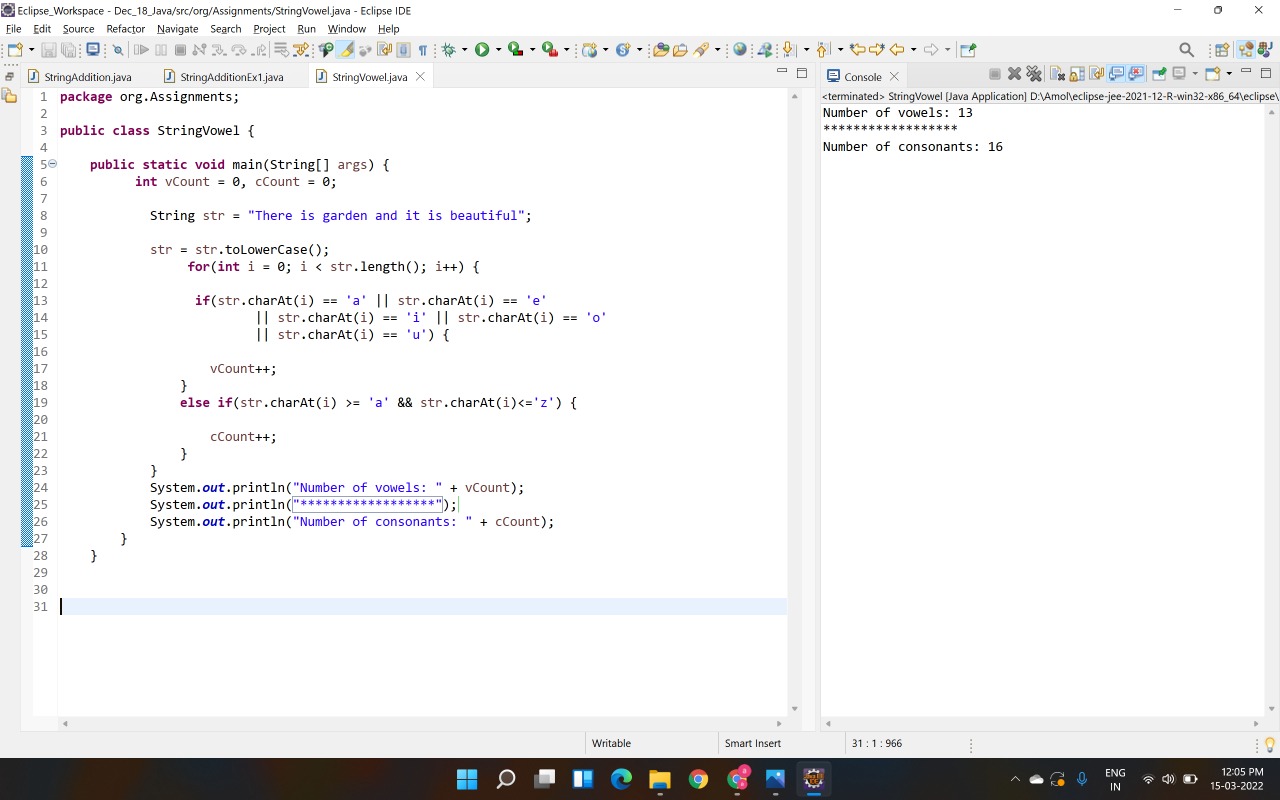 Eclipse_Workspace - Dec_18_Java/src/org/Assignments/StringVowel.java - Eclipse IDE
File Edit Source Refactor Navigate Search Project Run Window Help
StringAddition.java StringAdditionEx1.java StringVowel.java
Console
<terminated> StringVowel [Java Application] D:\Amol\eclipse-jee-2021-12-R-win32-x86_64\eclipse\
1 package org.Assignments;
2
3 public class StringVowel {
4
5 public static void main(String[] args) {
6 int vCount = 0, cCount = 0;
7
8 String str = "There is garden and it is beautiful";
9
10 str = str.toLowerCase();
11 for(int i = 0; i < str.length(); i++) {
12
13 if(str.charAt(i) == 'a' || str.charAt(i) == 'e'
14 || str.charAt(i) == 'i' || str.charAt(i) == 'o'
15 || str.charAt(i) == 'u') {
16
17 vCount++;
18 }
19 else if(str.charAt(i) >= 'a' && str.charAt(i)<='z') {
20
21 cCount++;
22 }
23 }
24 System.out.println("Number of vowels: " + vCount);
25 System.out.println("******************");
26 System.out.println("Number of consonants: " + cCount);
27 }
28 }
29
30
31
Number of vowels: 13
******************
Number of consonants: 16
Writable Smart Insert 31 : 1 : 966
ENG
IN
12:05 PM
15-03-2022